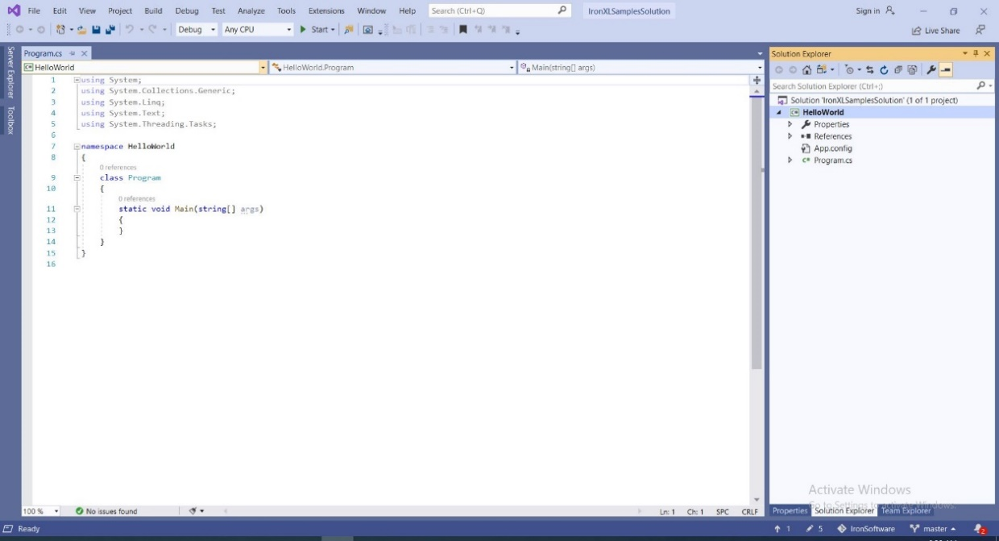 File Edit View Project Build Debug Test Analyze Tools Extensions Window Help Search (Ctrl+Q) IronXLSamplesSolution Sign in
Debug Any CPU Start Live Share
Server Explorer
Toolbox
Program.cs
HelloWorld HelloWorld.Program Main(string[] args)
1 using System;
2 using System.Collections.Generic;
3 using System.Linq;
4 using System.Text;
5 using System.Threading.Tasks;
6
7 namespace HelloWorld
8 {
0 references
9 class Program
10 {
0 references
11 static void Main(string[] args)
12 {
13 }
14 }
15 }
16
100 % No issues found Ln: 1 Ch: 1 SPC CRLF
Solution Explorer
Search Solution Explorer (Ctrl+;)
Solution 'IronXLSamplesSolution' (1 of 1 project)
C# HelloWorld
Properties
References
App.config
C# Program.cs
Activate Windows
Go to Settings to activate Windows.
Properties Solution Explorer Team Explorer
Ready 1 5 IronSoftware master 2